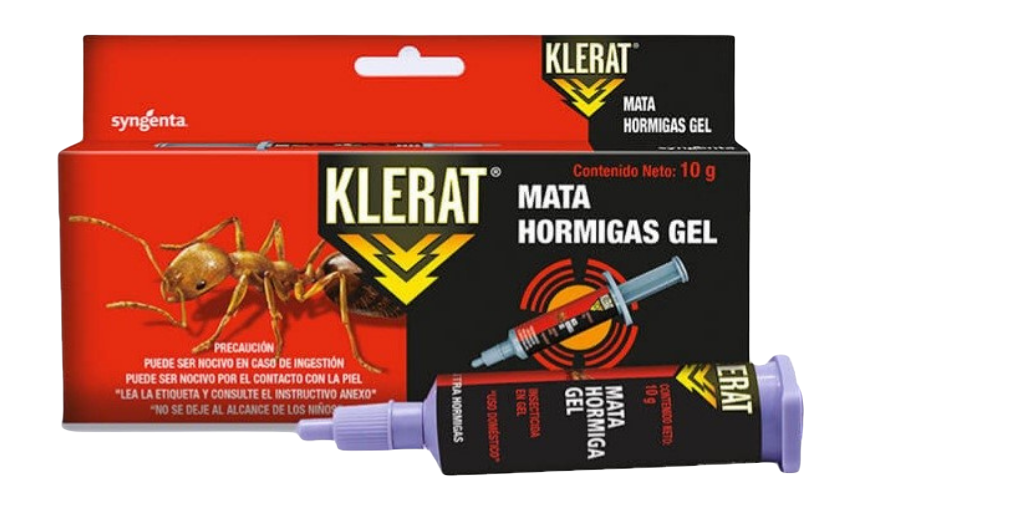 KLERAT®
MATA
HORMIGAS GEL
syngenta.
syngenta
Contenido Neto: 10 g
KLERAT®
MATA
HORMIGAS GEL
PRECAUCIÓN
PUEDE SER NOCIVO EN CASO DE INGESTIÓN
PUEDE SER NOCIVO POR EL CONTACTO CON LA PIEL
"LEA LA ETIQUETA Y CONSULTE EL INSTRUCTIVO ANEXO"
"NO SE DEJE AL ALCANCE DE LOS NIÑOS
ERAT
CONTENIDO NETO:
10 g
MATA
HORMIGA
GEL
INSECTICIDA
EN GEL
"USO DOMÉSTICO"
TRA HORMIGAS